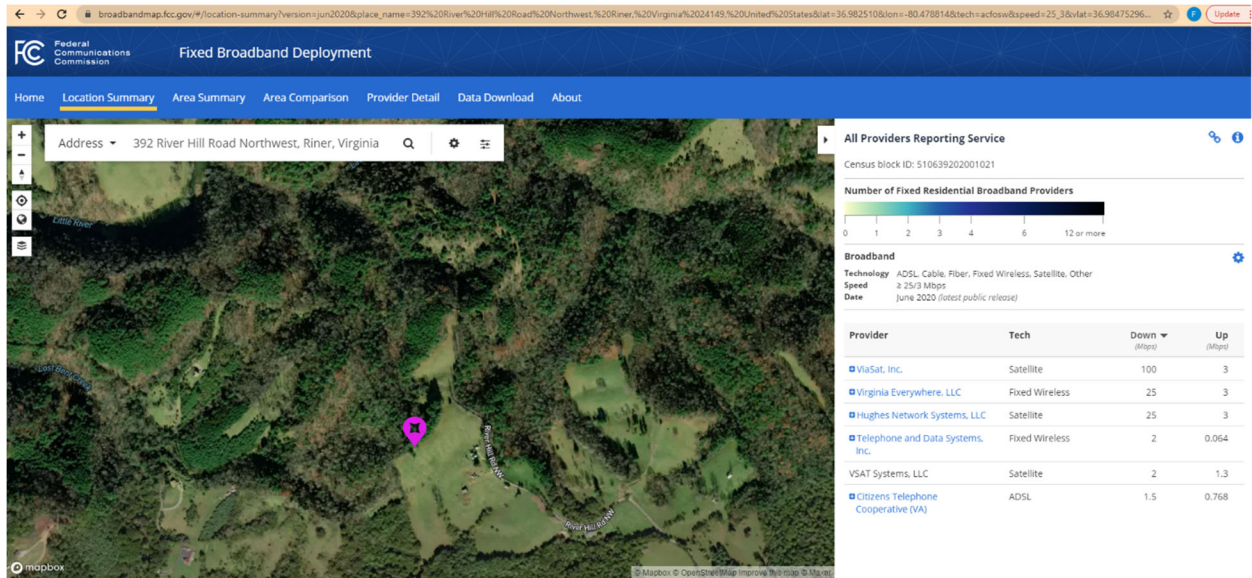 broadbandmap.fcc.gov/#/location-summary?version=jun2020&place_name=392%20River%20Hill%20Road%20Northwest,%20Riner,%20Virginia%2024149,%20United%20States&lat=36.982510&lon=-80.478814&tech=acfosw&speed=25_3&vlat=36.98475296...
F
Update
FC
Federal
Communications
Commission
Fixed Broadband Deployment
Home Location Summary Area Summary Area Comparison Provider Detail Data Download About
Address 392 River Hill Road Northwest, Riner, Virginia
Little River
River Hill Rd NW
River Hill Rd NW
mapbox
© Mapbox © OpenStreetMap Improve this map © Maxar
All Providers Reporting Service
Census block ID: 510639202001021
Number of Fixed Residential Broadband Providers
0 1 2 3 4 6 12 or more
Broadband
Technology ADSL, Cable, Fiber, Fixed Wireless, Satellite, Other
Speed ≥ 25/3 Mbps
Date June 2020 (latest public release)
Provider Tech Down Up
(Mbps) (Mbps)
ViaSat, Inc. Satellite 100 3
Virginia Everywhere, LLC Fixed Wireless 25 3
Hughes Network Systems, LLC Satellite 25 3
Telephone and Data Systems, Fixed Wireless 2 0.064
Inc.
VSAT Systems, LLC Satellite 2 1.3
Citizens Telephone ADSL 1.5 0.768
Cooperative (VA)